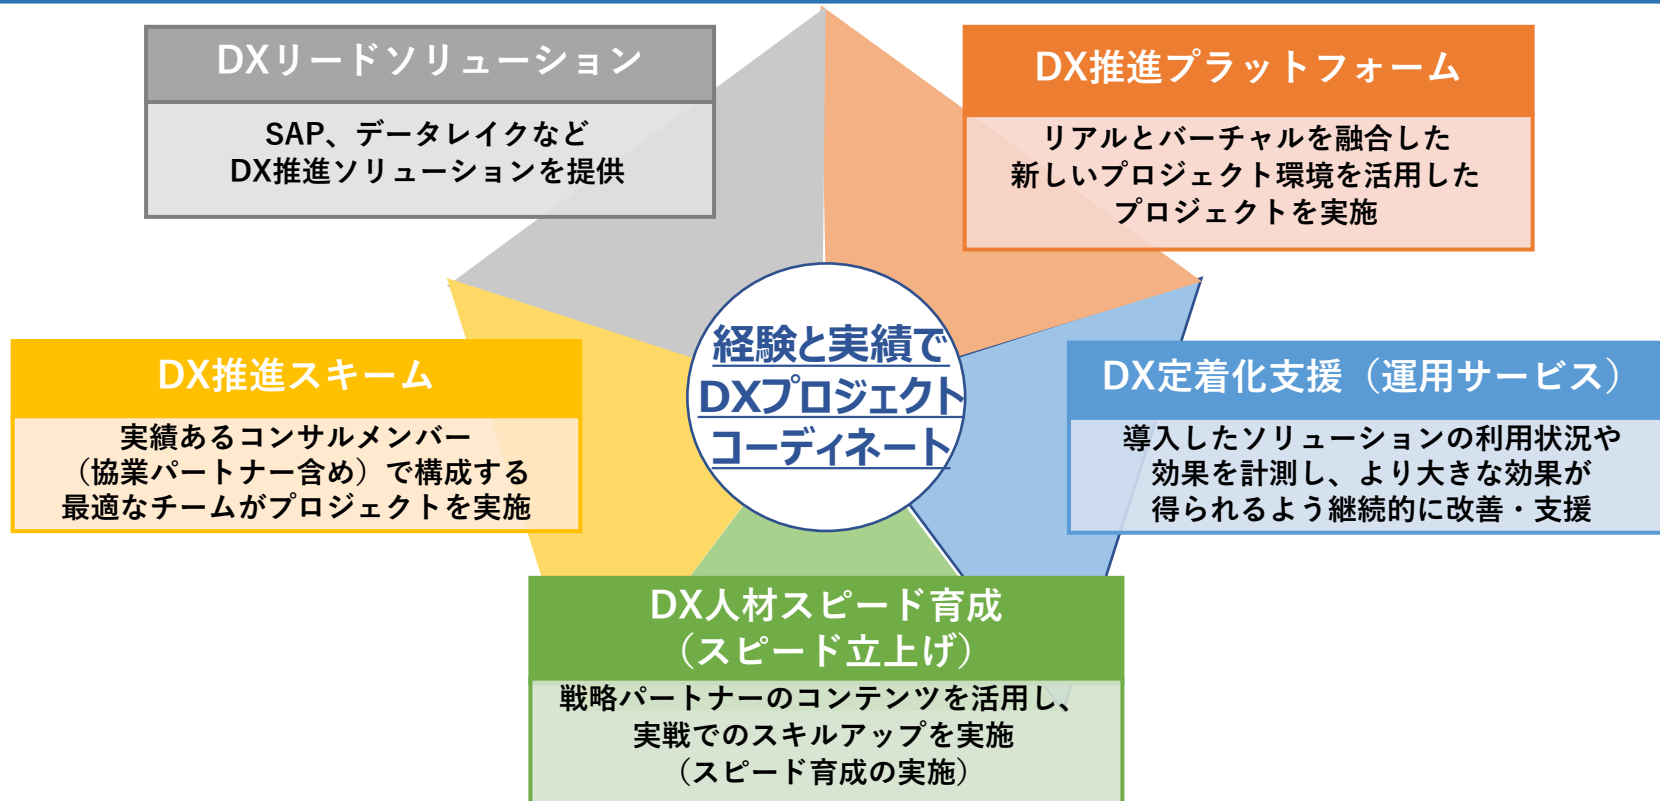 DXリードソリューション
SAP、データレイクなど
DX推進ソリューションを提供
DX推進プラットフォーム
リアルとバーチャルを融合した
新しいプロジェクト環境を活用した
プロジェクトを実施
経験と実績で
DXプロジェクト
コーディネート
DX推進スキーム
実績あるコンサルメンバー
（協業パートナー含め）で構成する
最適なチームがプロジェクトを実施
DX定着化支援（運用サービス）
導入したソリューションの利用状況や
効果を計測し、より大きな効果が
得られるよう継続的に改善・支援
DX人材スピード育成
（スピード立上げ）
戦略パートナーのコンテンツを活用し、
実戦でのスキルアップを実施
（スピード育成の実施）